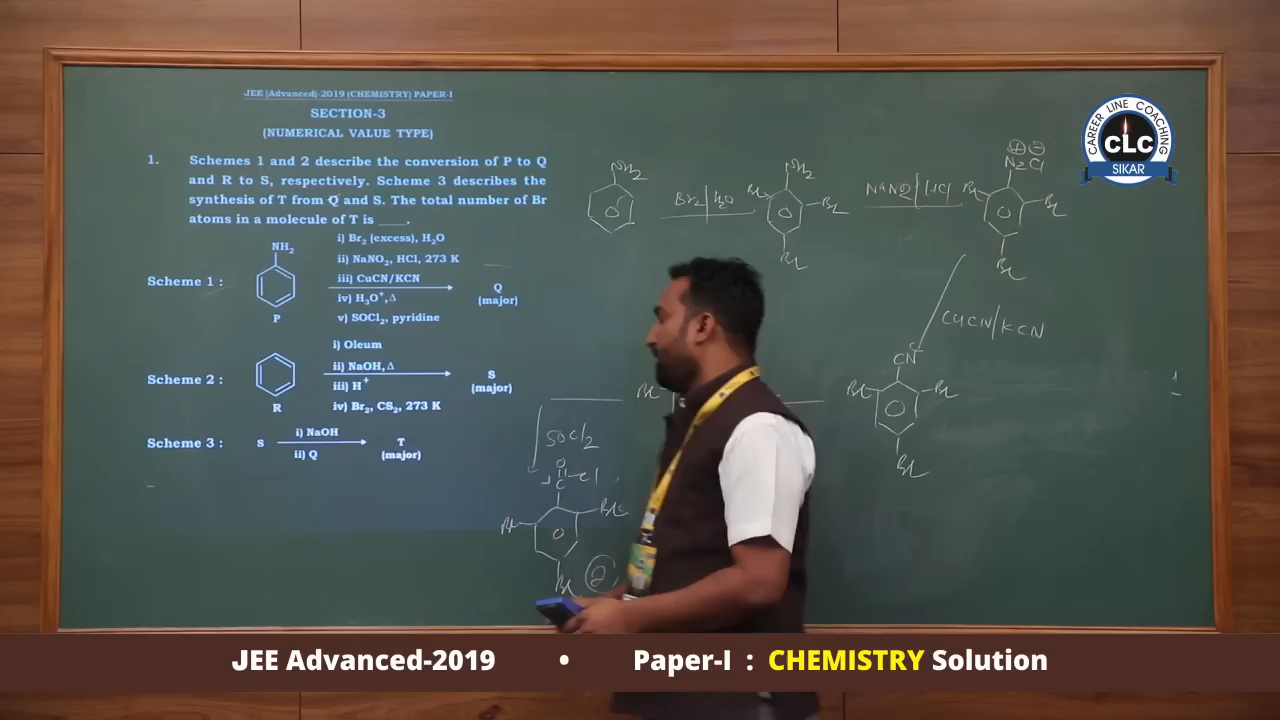 JEE (Advanced)-2019 (CHEMISTRY) PAPER-I
SECTION-3
(NUMERICAL VALUE TYPE)
1. Schemes 1 and 2 describe the conversion of P to Q
and R to S, respectively. Scheme 3 describes the
synthesis of T from Q and S. The total number of Br
atoms in a molecule of T is ____.
NH2
i) Br2 (excess), H2O
ii) NaNO2, HCl, 273 K
iii) CuCN/KCN
Scheme 1 :
Q
(major)
iv) H3O+, Δ
v) SOCl2, pyridine
P
i) Oleum
ii) NaOH, Δ
Scheme 2 :
S
(major)
iii) H+
iv) Br2, CS2, 273 K
R
Scheme 3 :
S
i) NaOH
ii) Q
T
(major)
NH2
Br2/H2O
NH2
Br
Br
Br
NaNO2/HCl
⊕ ⊖
N2Cl
Br
Br
Br
CuCN/KCN
CN
Br
Br
Br
Br
SOCl2
O
C-Cl
Br
Br
Br
CAREER LINE COACHING
CLC
SIKAR
JEE Advanced-2019 • Paper-I : CHEMISTRY Solution